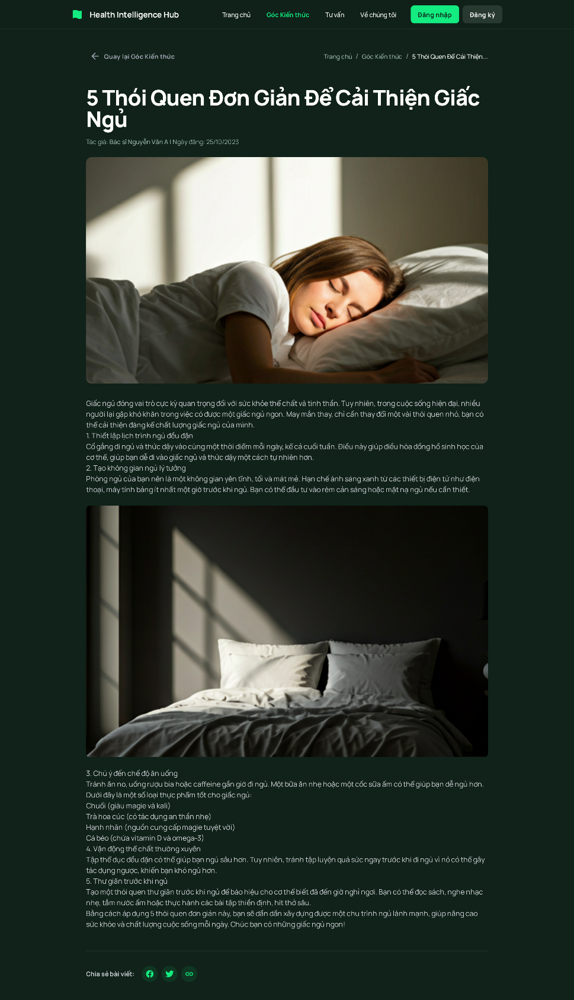 Health Intelligence Hub
Trang chủ
Góc Kiến thức
Tư vấn
Về chúng tôi
Đăng nhập
Đăng ký
Quay lại Góc Kiến thức
Trang chủ / Góc Kiến thức / 5 Thói Quen Để Cải Thiện...
5 Thói Quen Đơn Giản Để Cải Thiện Giấc
Ngủ
Tác giả: Bác sĩ Nguyễn Văn A | Ngày đăng: 25/10/2023
Giấc ngủ đóng vai trò cực kỳ quan trọng đối với sức khỏe thể chất và tinh thần. Tuy nhiên, trong cuộc sống hiện đại, nhiều
người lại gặp khó khăn trong việc có được một giấc ngủ ngon. May mắn thay, chỉ cần thay đổi một vài thói quen nhỏ, bạn có
thể cải thiện đáng kể chất lượng giấc ngủ của mình.
1. Thiết lập lịch trình ngủ đều đặn
Cố gắng đi ngủ và thức dậy vào cùng một thời điểm mỗi ngày, kể cả cuối tuần. Điều này giúp điều hòa đồng hồ sinh học của
cơ thể, giúp bạn dễ đi vào giấc ngủ và thức dậy một cách tự nhiên hơn.
2. Tạo không gian ngủ lý tưởng
Phòng ngủ của bạn nên là một không gian yên tĩnh, tối và mát mẻ. Hạn chế ánh sáng xanh từ các thiết bị điện tử như điện
thoại, máy tính bảng ít nhất một giờ trước khi ngủ. Bạn có thể đầu tư vào rèm cản sáng hoặc mặt nạ ngủ nếu cần thiết.
3. Chú ý đến chế độ ăn uống
Tránh ăn no, uống rượu bia hoặc caffeine gần giờ đi ngủ. Một bữa ăn nhẹ hoặc một cốc sữa ấm có thể giúp bạn dễ ngủ hơn.
Dưới đây là một số loại thực phẩm tốt cho giấc ngủ:
Chuối (giàu magie và kali)
Trà hoa cúc (có tác dụng an thần nhẹ)
Hạnh nhân (nguồn cung cấp magie tuyệt vời)
Cá béo (chứa vitamin D và omega-3)
4. Vận động thể chất thường xuyên
Tập thể dục đều đặn có thể giúp bạn ngủ sâu hơn. Tuy nhiên, tránh tập luyện quá sức ngay trước khi đi ngủ vì nó có thể gây
tác dụng ngược, khiến bạn khó ngủ hơn.
5. Thư giãn trước khi ngủ
Tạo một thói quen thư giãn trước khi ngủ để báo hiệu cho cơ thể biết đã đến giờ nghỉ ngơi. Bạn có thể đọc sách, nghe nhạc
nhẹ, tắm nước ấm hoặc thực hành các bài tập thiền định, hít thở sâu.
Bằng cách áp dụng 5 thói quen đơn giản này, bạn sẽ dần dần xây dựng được một chu trình ngủ lành mạnh, giúp nâng cao
sức khỏe và chất lượng cuộc sống mỗi ngày. Chúc bạn có những giấc ngủ ngon!
Chia sẻ bài viết: